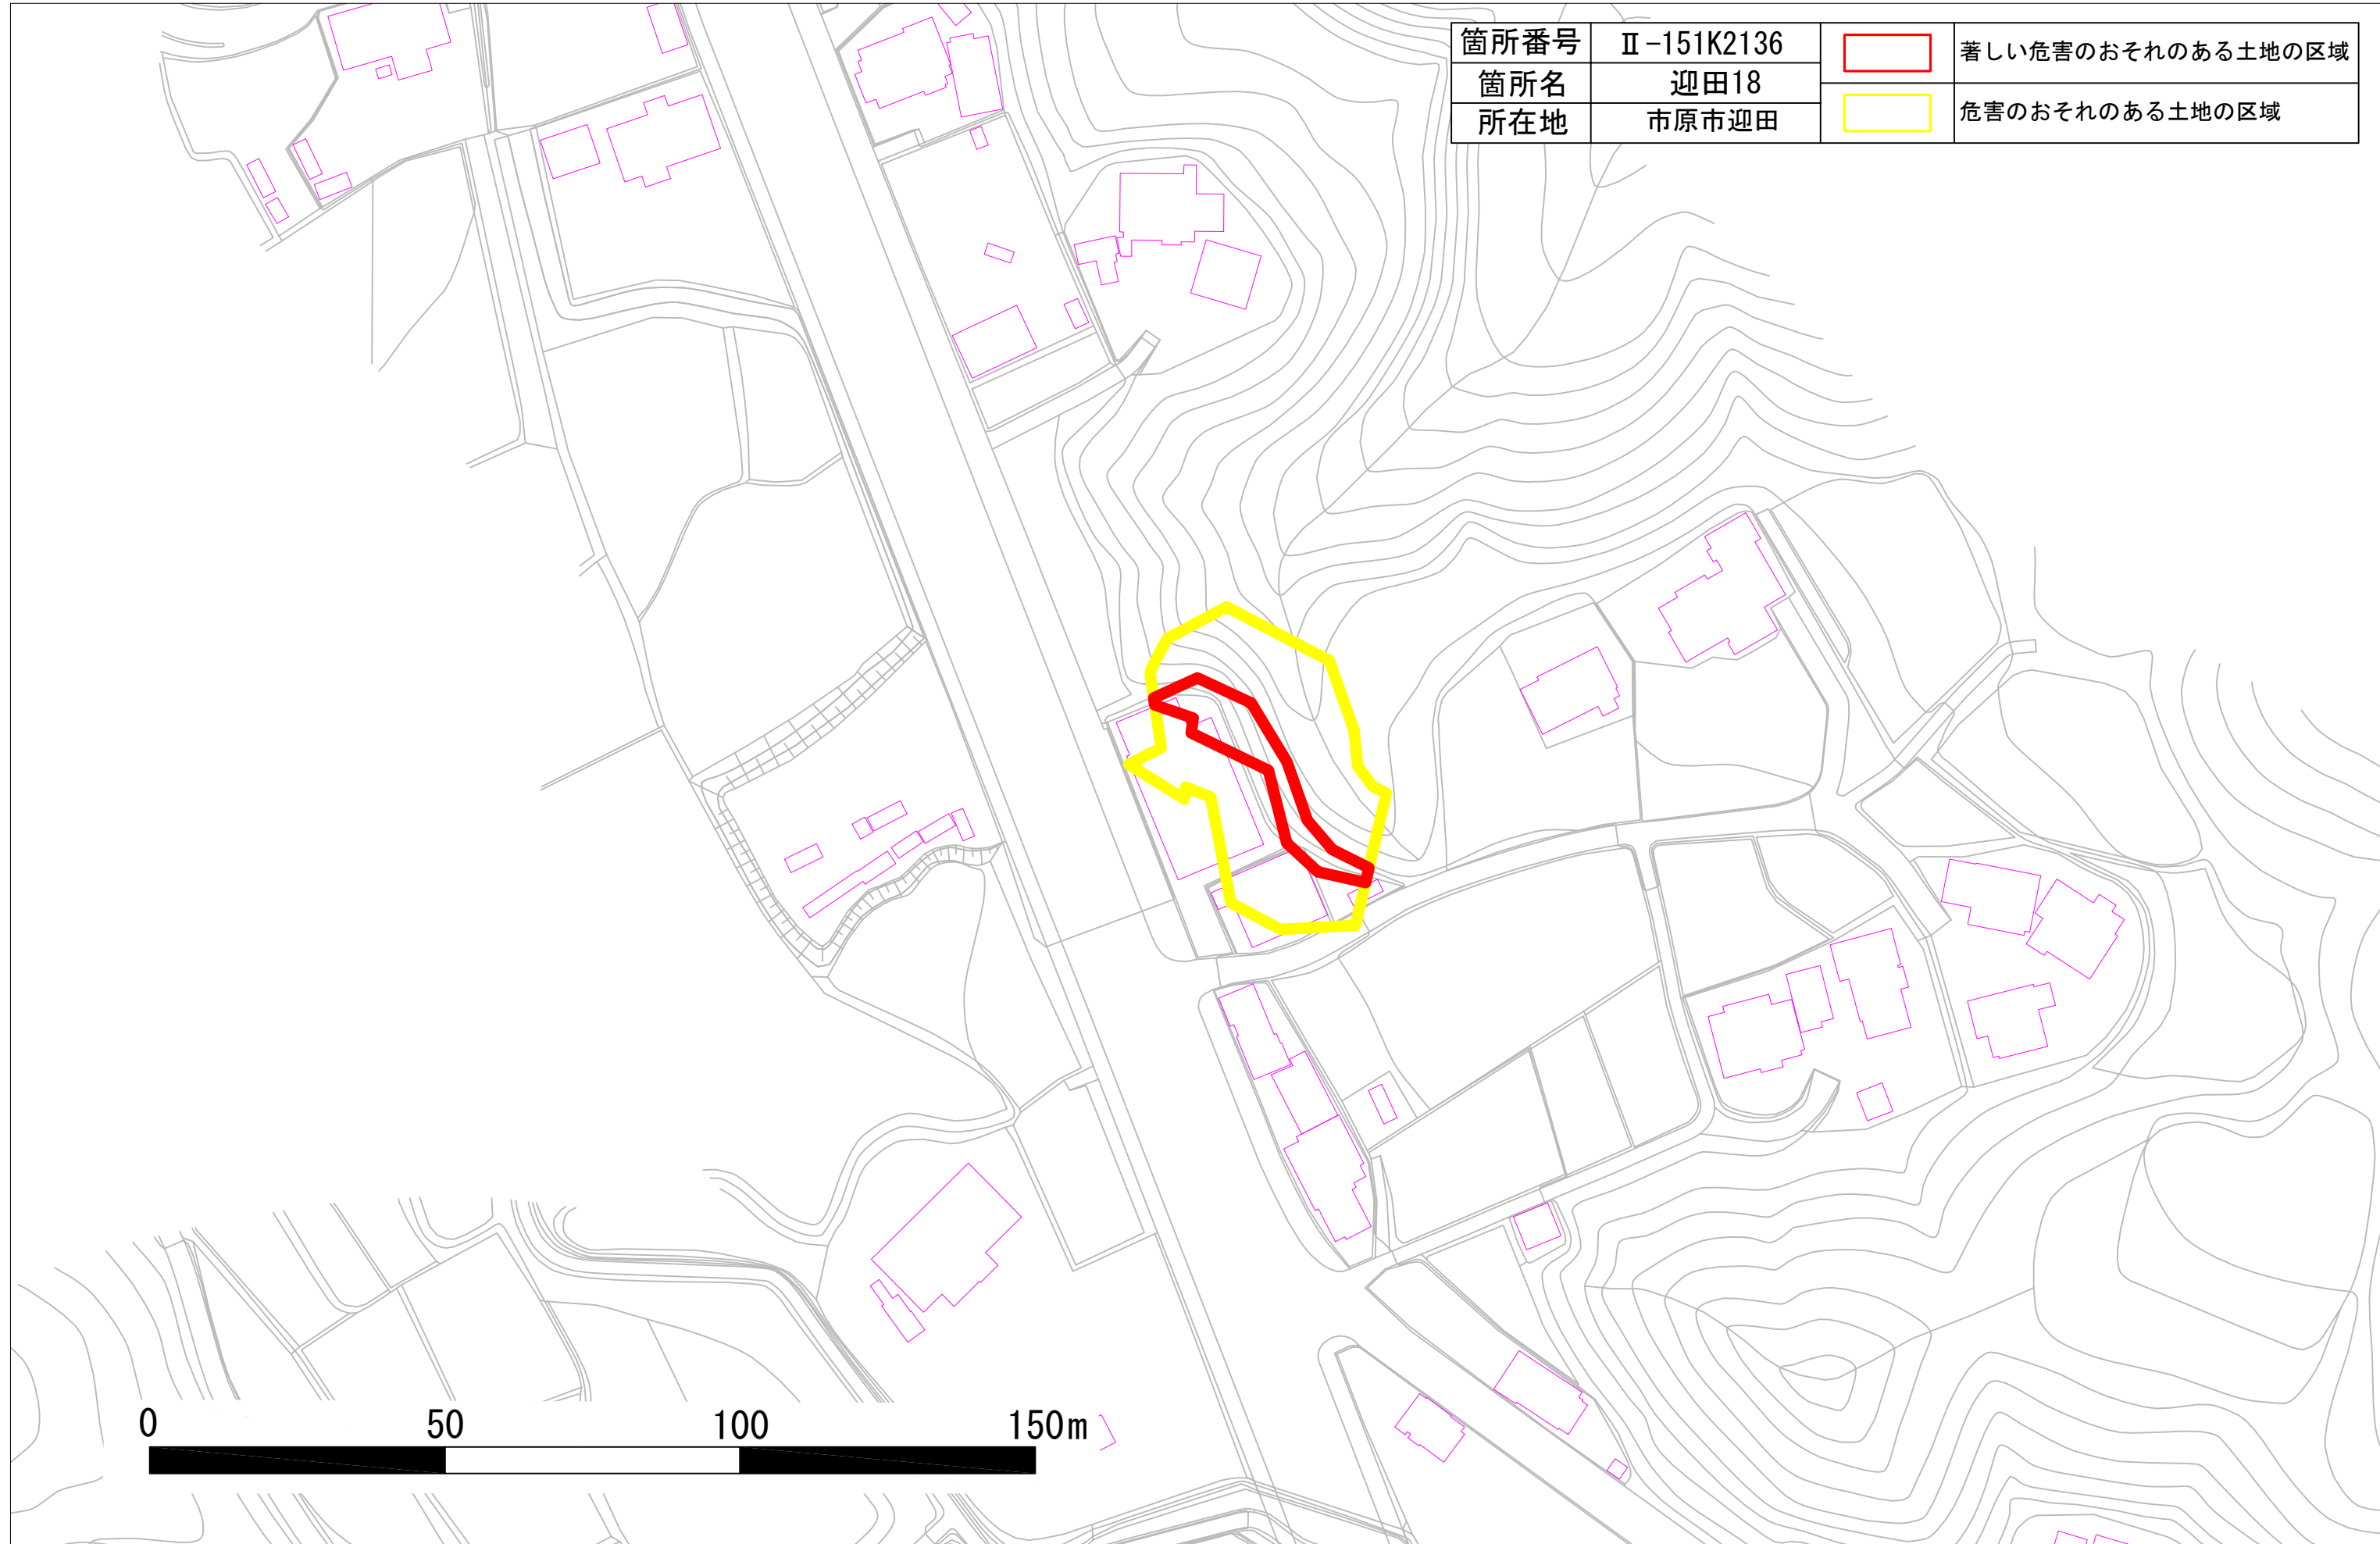 箇所番号 Ⅱ-151K2136
箇所名 迎田18
所在地 市原市迎田
著しい危害のおそれのある土地の区域
危害のおそれのある土地の区域
0 50 100 150m